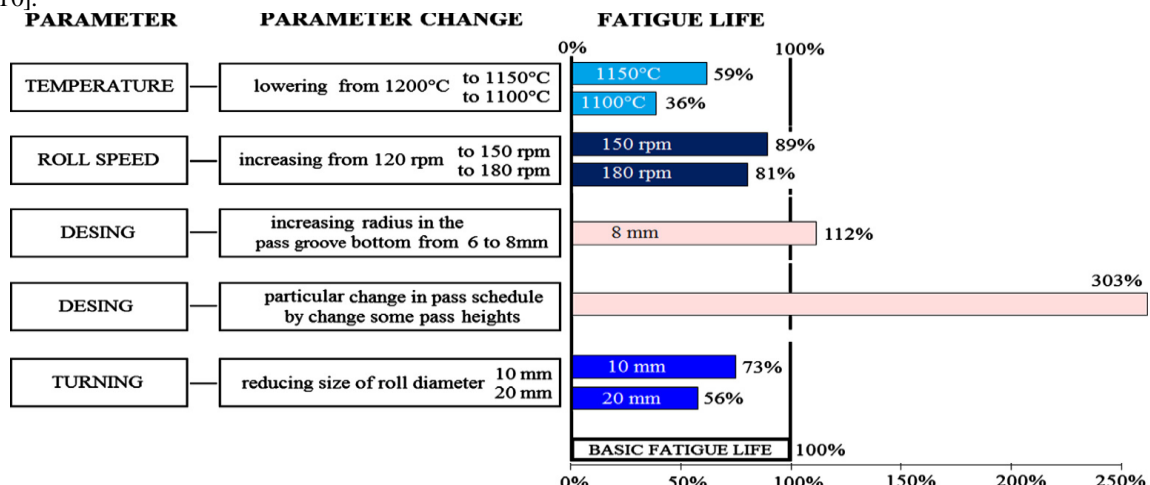 10].
PARAMETER PARAMETER CHANGE FATIGUE LIFE
0% 100%
TEMPERATURE lowering from 1200°C to 1150°C
to 1100°C
1150°C 59%
1100°C 36%
ROLL SPEED increasing from 120 rpm to 150 rpm
to 180 rpm
150 rpm 89%
180 rpm 81%
DESING increasing radius in the
pass groove bottom from 6 to 8mm
8 mm 112%
DESING particular change in pass schedule
by change some pass heights
303%
TURNING reducing size of roll diameter 10 mm
20 mm
10 mm 73%
20 mm 56%
BASIC FATIGUE LIFE 100%
0% 50% 100% 150% 200% 250%